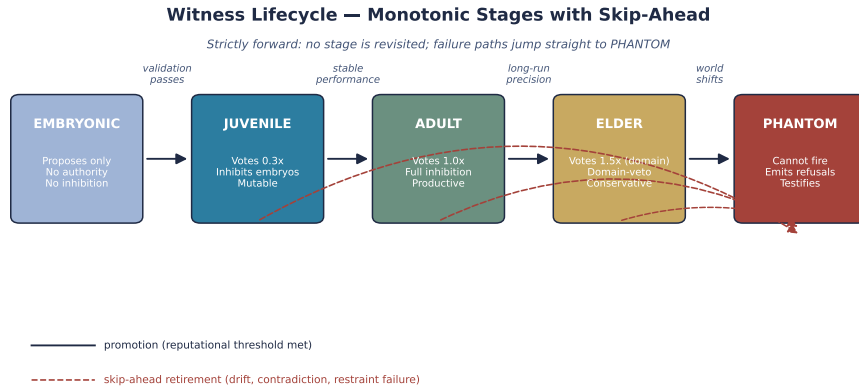 Witness Lifecycle — Monotonic Stages with Skip-Ahead
Strictly forward: no stage is revisited; failure paths jump straight to PHANTOM
validation
passes
stable
performance
long-run
precision
world
shifts
EMBRYONIC
Proposes only
No authority
No inhibition
JUVENILE
Votes 0.3x
Inhibits embryos
Mutable
ADULT
Votes 1.0x
Full inhibition
Productive
ELDER
Votes 1.5x (domain)
Domain-veto
Conservative
PHANTOM
Cannot fire
Emits refusals
Testifies
promotion (reputational threshold met)
skip-ahead retirement (drift, contradiction, restraint failure)